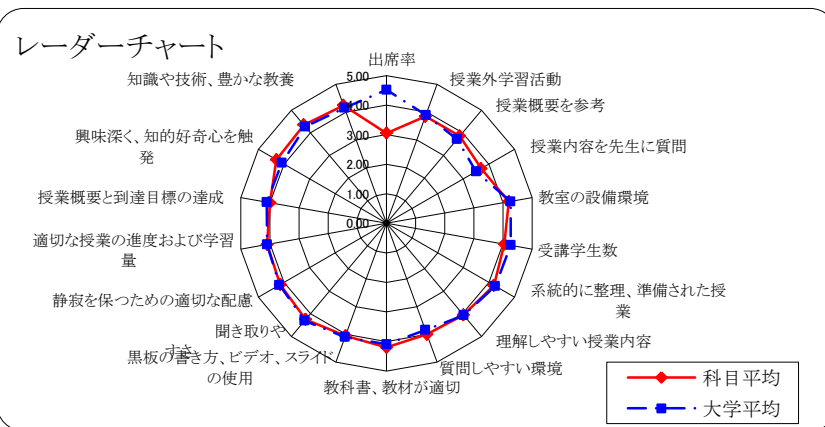 レーダーチャート
出席率
授業外学習活動
授業概要を参考
授業内容を先生に質問
教室の設備環境
受講学生数
系統的に整理、準備された授
業
理解しやすい授業内容
質問しやすい環境
教科書、教材が適切
黒板の書き方、ビデオ、スライド
の使用
聞き取りや
すさ
静寂を保つための適切な配慮
適切な授業の進度および学習
量
授業概要と到達目標の達成
興味深く、知的好奇心を触
発
知識や技術、豊かな教養
5.00
4.00
3.00
2.00
1.00
0.00
科目平均
大学平均